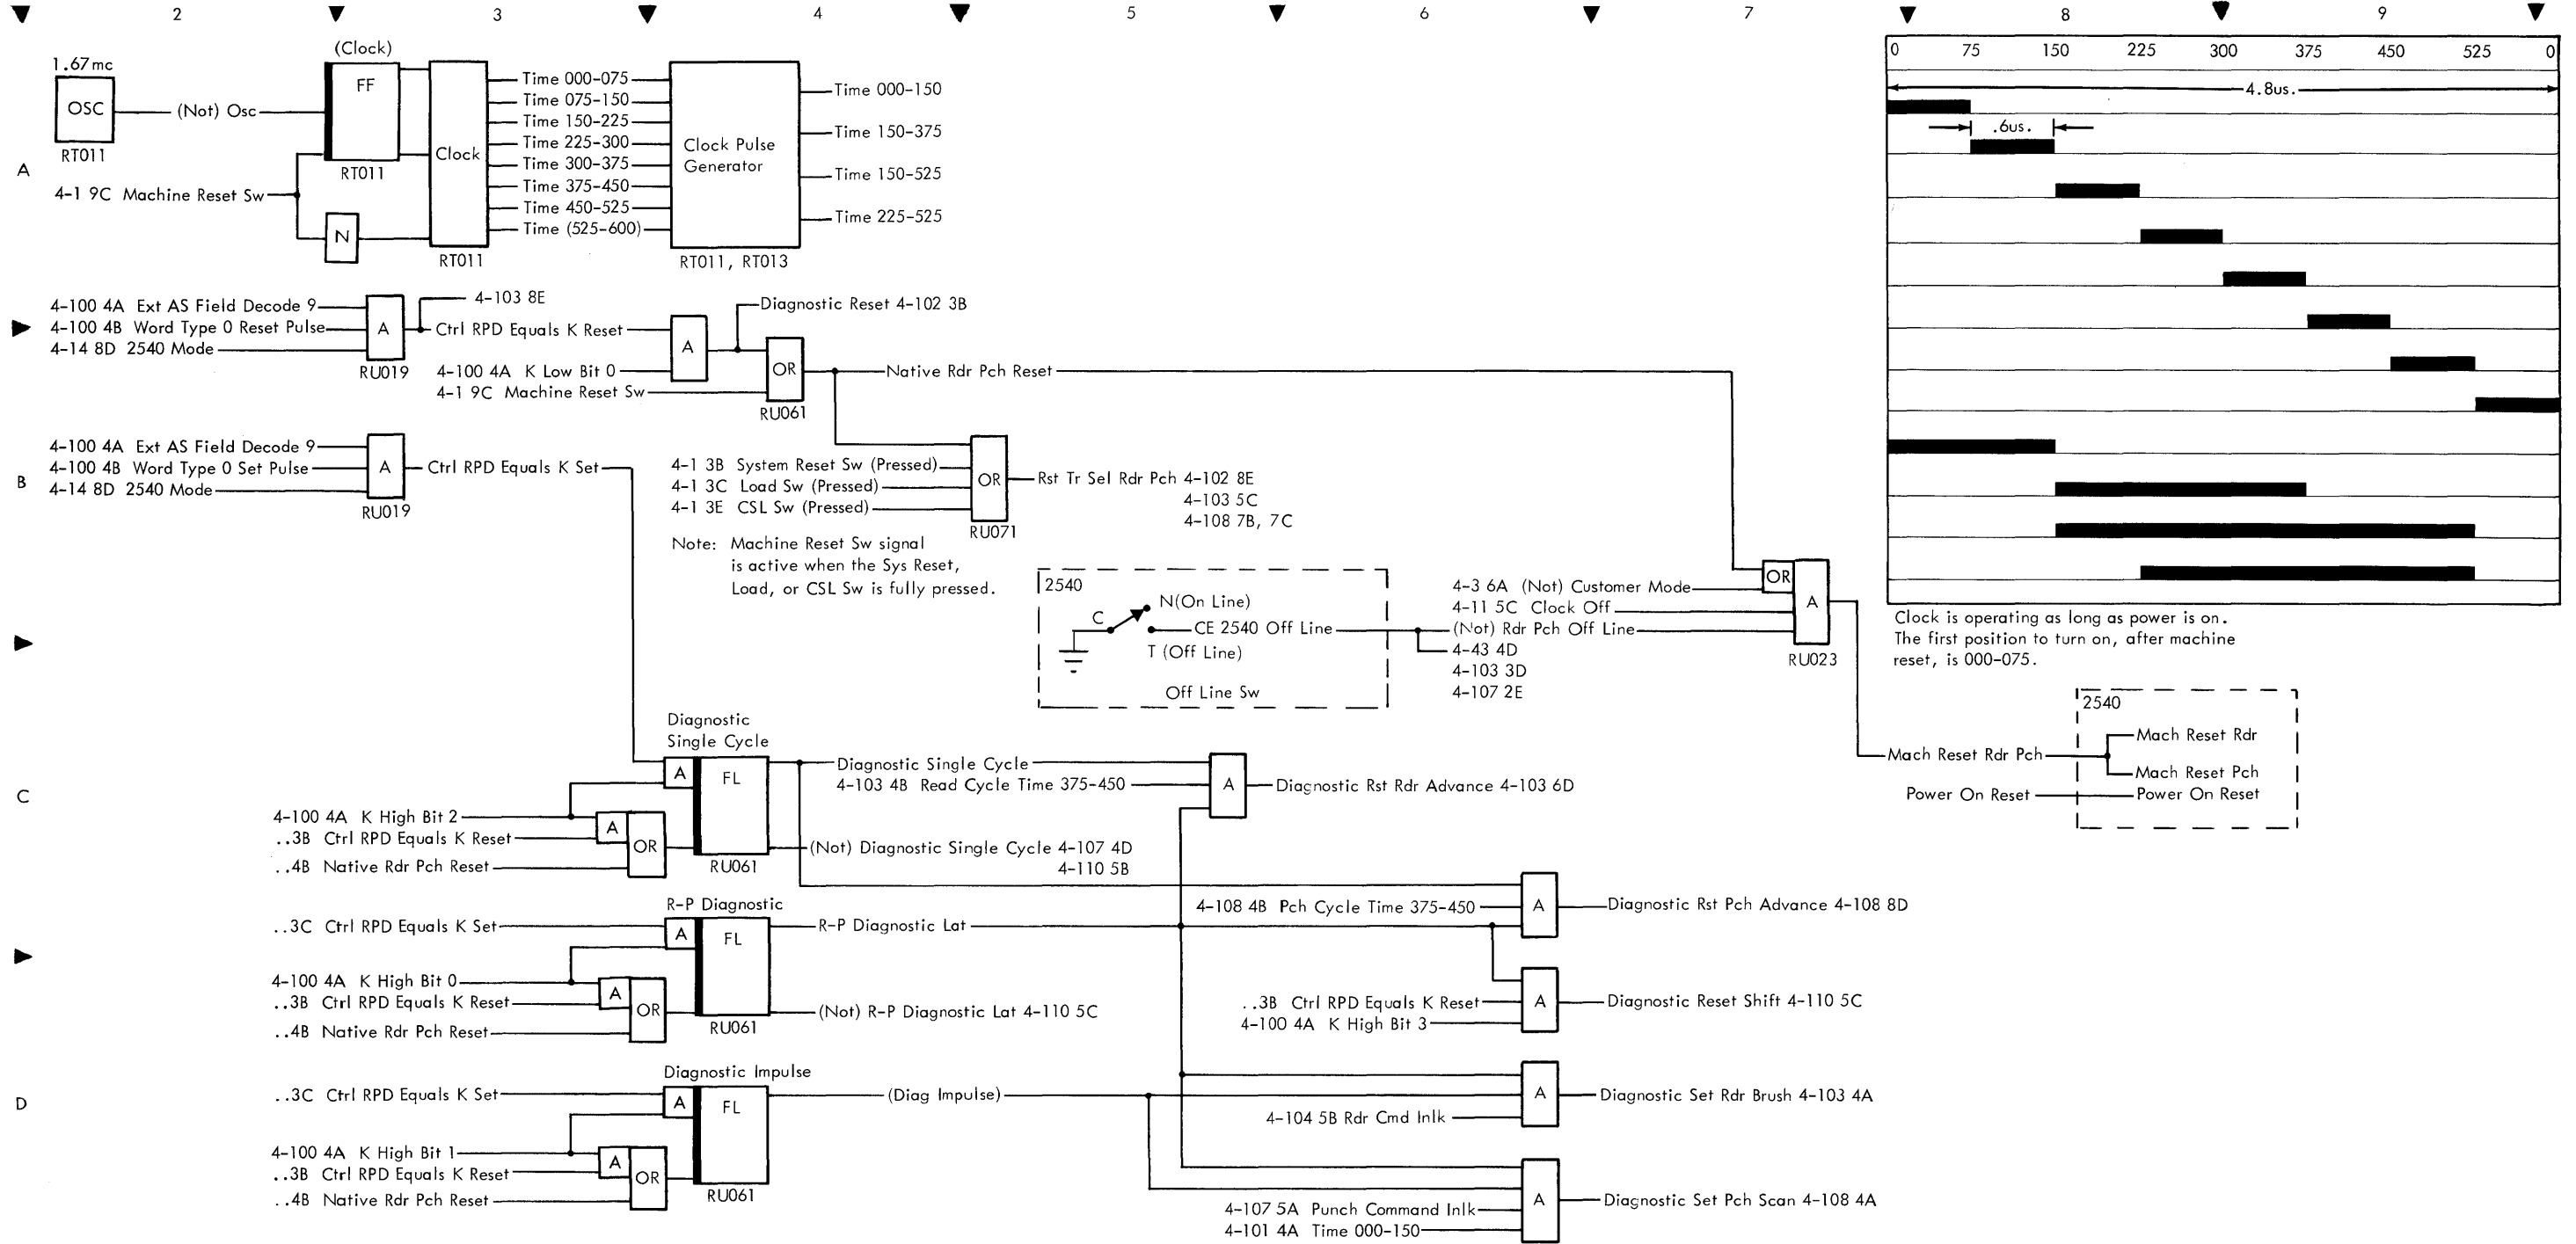 2 3 4 5 6 7 8 9
(Clock)
1.67mc
OSC
(Not) Osc
RT011
FF
RT011
A
4-1 9C Machine Reset Sw
N
Clock
RT011
Time 000-075
Time 075-150
Time 150-225
Time 225-300
Time 300-375
Time 375-450
Time 450-525
Time (525-600)
Clock Pulse
Generator
RT011, RT013
Time 000-150
Time 150-375
Time 150-525
Time 225-525
0 75 150 225 300 375 450 525 0
4.8us.
.6us.
Clock is operating as long as power is on.
The first position to turn on, after machine
reset, is 000-075.
4-100 4A Ext AS Field Decode 9
4-100 4B Word Type 0 Reset Pulse
4-14 8D 2540 Mode
A
RU019
4-103 8E
Ctrl RPD Equals K Reset
4-100 4A K Low Bit 0
4-1 9C Machine Reset Sw
A
Diagnostic Reset 4-102 3B
OR
RU061
Native Rdr Pch Reset
B
4-100 4A Ext AS Field Decode 9
4-100 4B Word Type 0 Set Pulse
4-14 8D 2540 Mode
A
RU019
Ctrl RPD Equals K Set
4-1 3B System Reset Sw (Pressed)
4-1 3C Load Sw (Pressed)
4-1 3E CSL Sw (Pressed)
OR
RU071
Rst Tr Sel Rdr Pch 4-102 8E
4-103 5C
4-108 7B, 7C
Note: Machine Reset Sw signal
is active when the Sys Reset,
Load, or CSL Sw is fully pressed.
2540
N(On Line)
C
CE 2540 Off Line
T (Off Line)
Off Line Sw
4-3 6A (Not) Customer Mode
4-11 5C Clock Off
(Not) Rdr Pch Off Line
4-43 4D
4-103 3D
4-107 2E
OR
A
RU023
2540
Mach Reset Rdr Pch
Mach Reset Rdr
Mach Reset Pch
Power On Reset
Power On Reset
C
Diagnostic
Single Cycle
A
FL
4-100 4A K High Bit 2
..3B Ctrl RPD Equals K Reset
..4B Native Rdr Pch Reset
A
OR
RU061
Diagnostic Single Cycle
4-103 4B Read Cycle Time 375-450
A
Diagnostic Rst Rdr Advance 4-103 6D
(Not) Diagnostic Single Cycle 4-107 4D
4-110 5B
R-P Diagnostic
..3C Ctrl RPD Equals K Set
A
FL
4-100 4A K High Bit 0
..3B Ctrl RPD Equals K Reset
..4B Native Rdr Pch Reset
A
OR
RU061
R-P Diagnostic Lat
(Not) R-P Diagnostic Lat 4-110 5C
4-108 4B Pch Cycle Time 375-450
A
Diagnostic Rst Pch Advance 4-108 8D
..3B Ctrl RPD Equals K Reset
4-100 4A K High Bit 3
A
Diagnostic Reset Shift 4-110 5C
D
Diagnostic Impulse
..3C Ctrl RPD Equals K Set
A
FL
4-100 4A K High Bit 1
..3B Ctrl RPD Equals K Reset
..4B Native Rdr Pch Reset
A
OR
RU061
(Diag Impulse)
4-104 5B Rdr Cmd Inlk
A
Diagnostic Set Rdr Brush 4-103 4A
4-107 5A Punch Command Inlk
4-101 4A Time 000-150
A
Diagnostic Set Pch Scan 4-108 4A